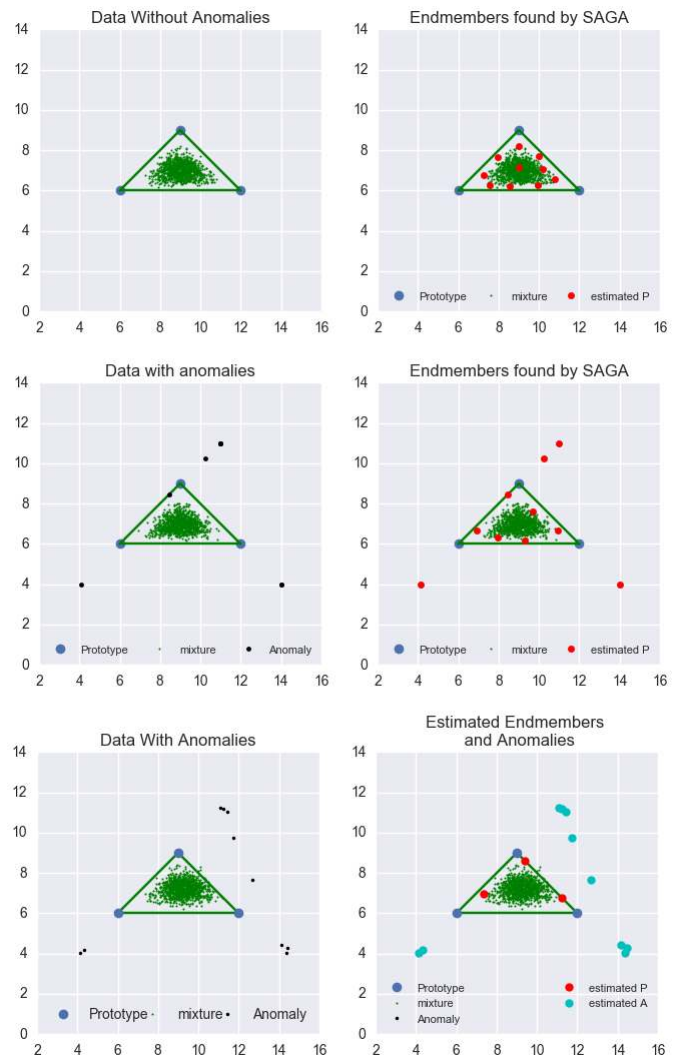 Data Without Anomalies
14
12
10
8
6
4
2
0
2 4 6 8 10 12 14 16
Endmembers found by SAGA
14
12
10
8
6
4
2
0
Prototype mixture estimated P
2 4 6 8 10 12 14 16
Data with anomalies
14
12
10
8
6
4
2
0
Prototype mixture Anomaly
2 4 6 8 10 12 14 16
Endmembers found by SAGA
14
12
10
8
6
4
2
0
Prototype mixture estimated P
2 4 6 8 10 12 14 16
Data With Anomalies
14
12
10
8
6
4
2
0
Prototype mixture Anomaly
2 4 6 8 10 12 14 16
Estimated Endmembers
and Anomalies
14
12
10
8
6
4
2
0
Prototype estimated P
mixture estimated A
Anomaly
2 4 6 8 10 12 14 16